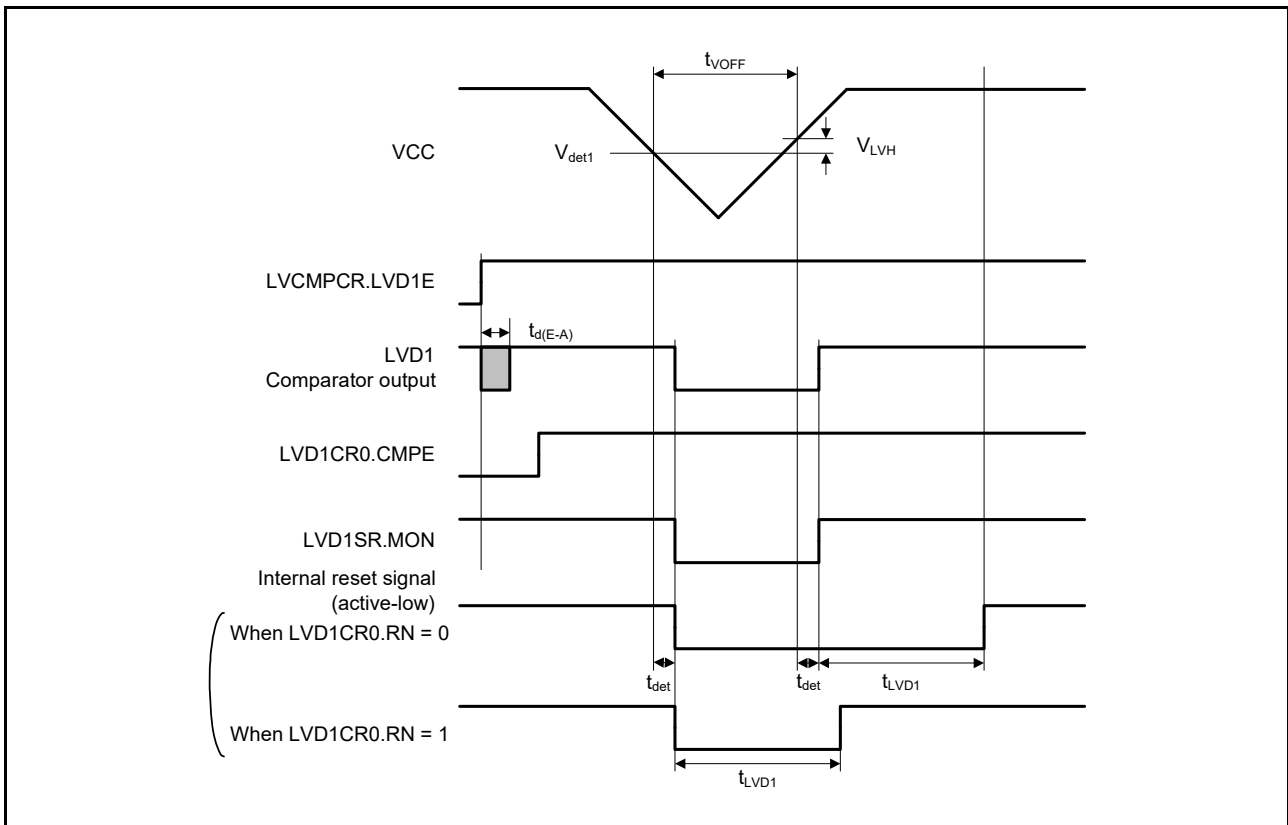 tVOFF
VCC
Vdet1
VLVH
LVCMPCR.LVD1E
td(E-A)
LVD1
Comparator output
LVD1CR0.CMPE
LVD1SR.MON
Internal reset signal
(active-low)
When LVD1CR0.RN = 0
tdet
tdet
tLVD1
When LVD1CR0.RN = 1
tLVD1